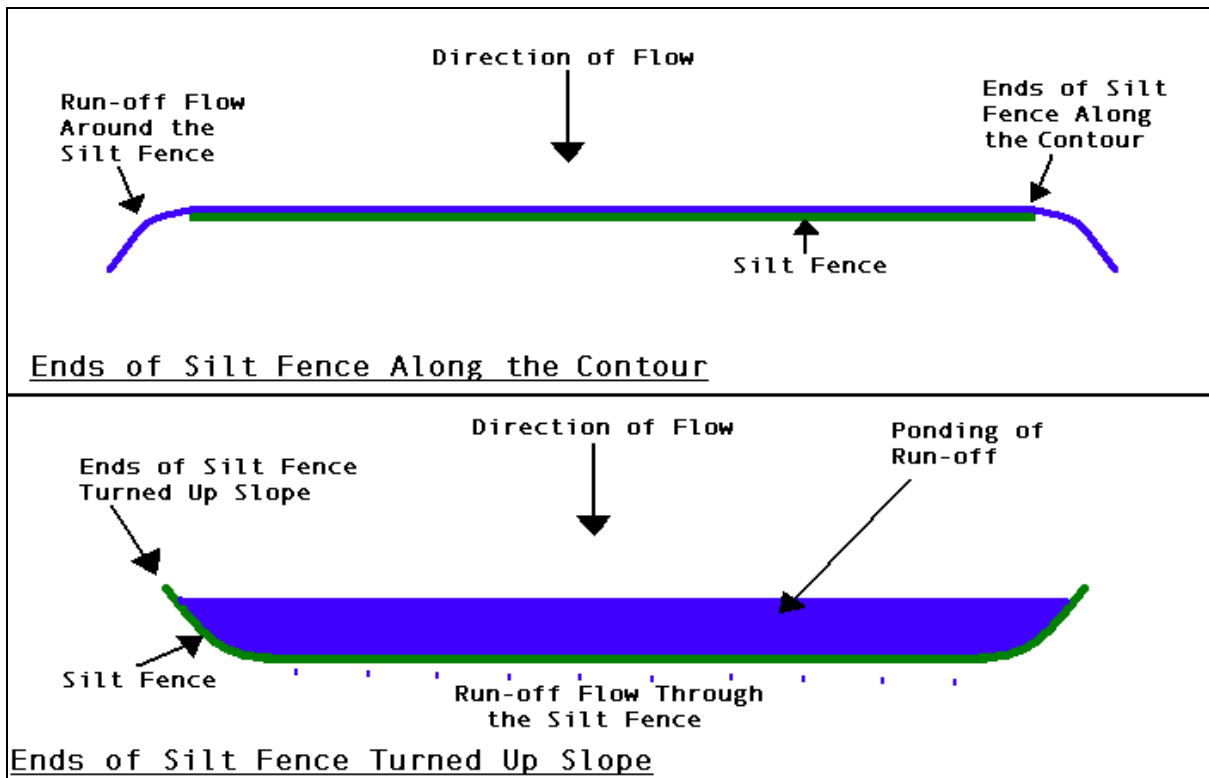 Direction of Flow
Run-off Flow
Around the
Silt Fence
Ends of Silt
Fence Along
the Contour
Silt Fence
Ends of Silt Fence Along the Contour
Direction of Flow
Ponding of
Run-off
Ends of Silt Fence
Turned Up Slope
Silt Fence
Run-off Flow Through
the Silt Fence
Ends of Silt Fence Turned Up Slope